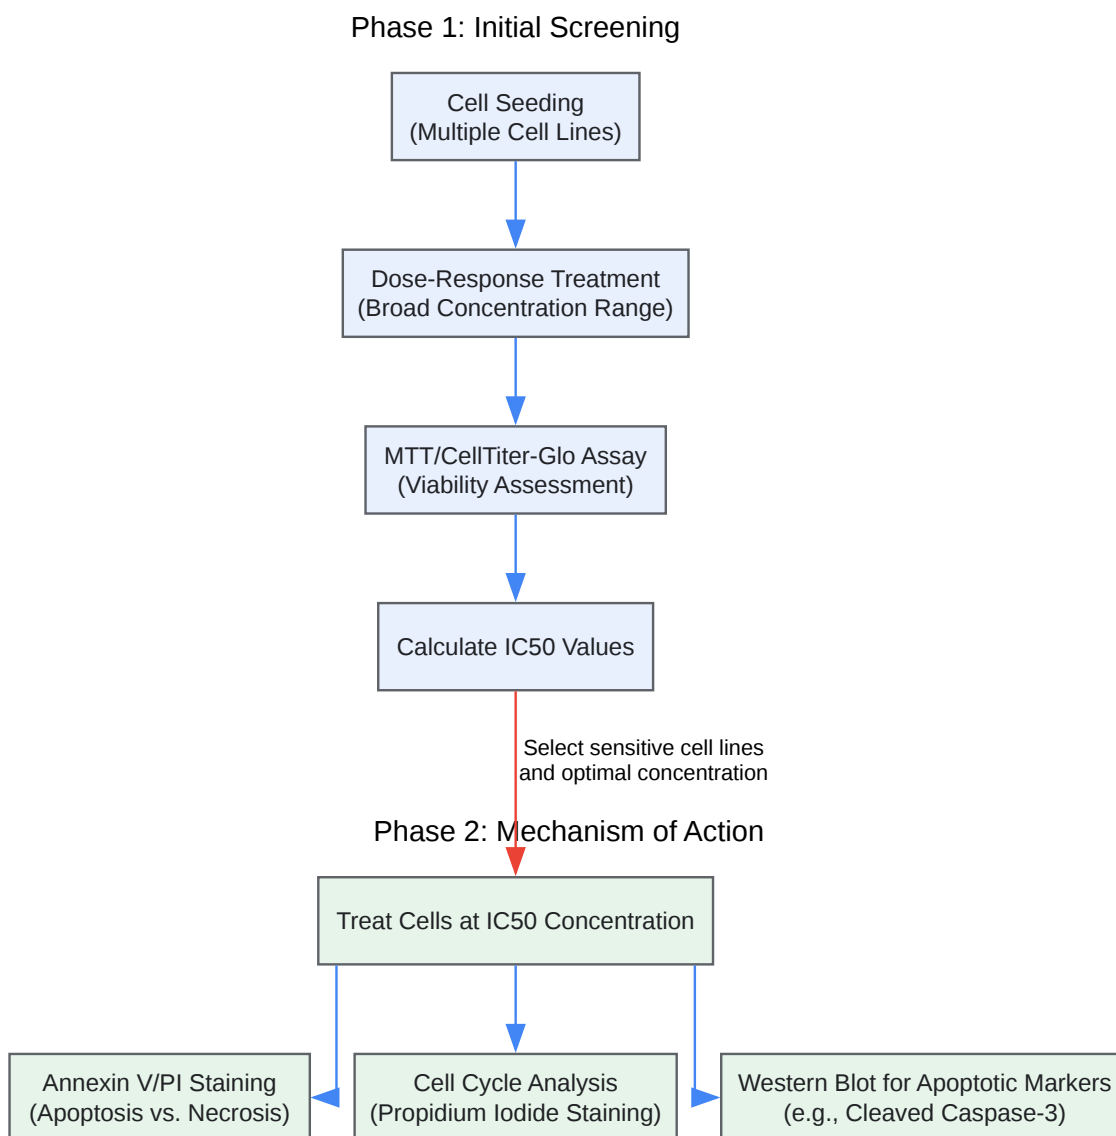 Phase 1: Initial Screening
Cell Seeding
(Multiple Cell Lines)
Dose-Response Treatment
(Broad Concentration Range)
MTT/CellTiter-Glo Assay
(Viability Assessment)
Calculate IC50 Values
Select sensitive cell lines
and optimal concentration
Phase 2: Mechanism of Action
Treat Cells at IC50 Concentration
Annexin V/PI Staining
(Apoptosis vs. Necrosis)
Cell Cycle Analysis
(Propidium Iodide Staining)
Western Blot for Apoptotic Markers
(e.g., Cleaved Caspase-3)